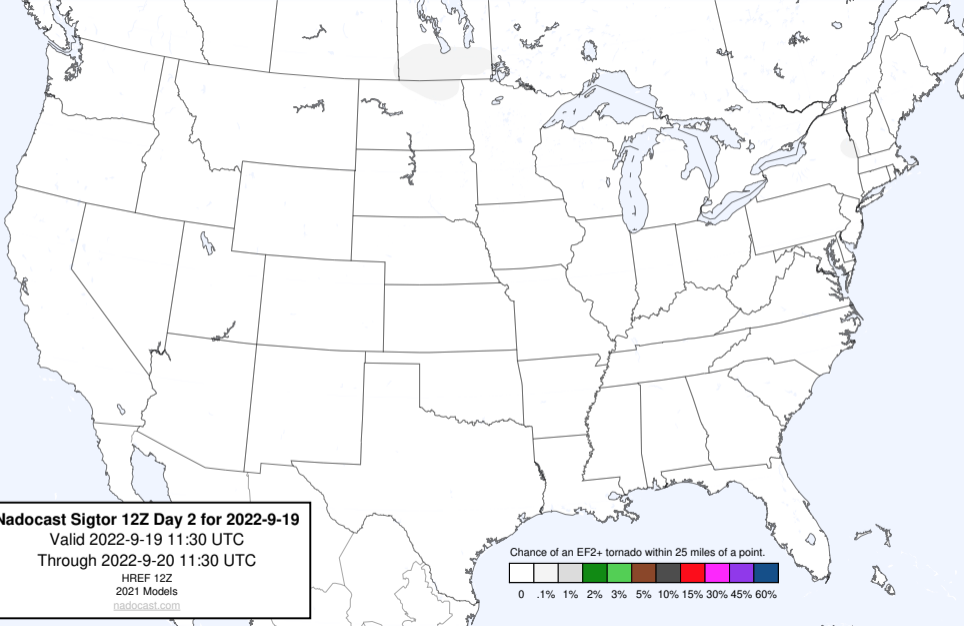 Nadocast Sigtor 12Z Day 2 for 2022-9-19
Valid 2022-9-19 11:30 UTC
Through 2022-9-20 11:30 UTC
HREF 12Z
2021 Models
nadocast.com
Chance of an EF2+ tornado within 25 miles of a point.
0 .1% 1% 2% 3% 5% 10% 15% 30% 45% 60%